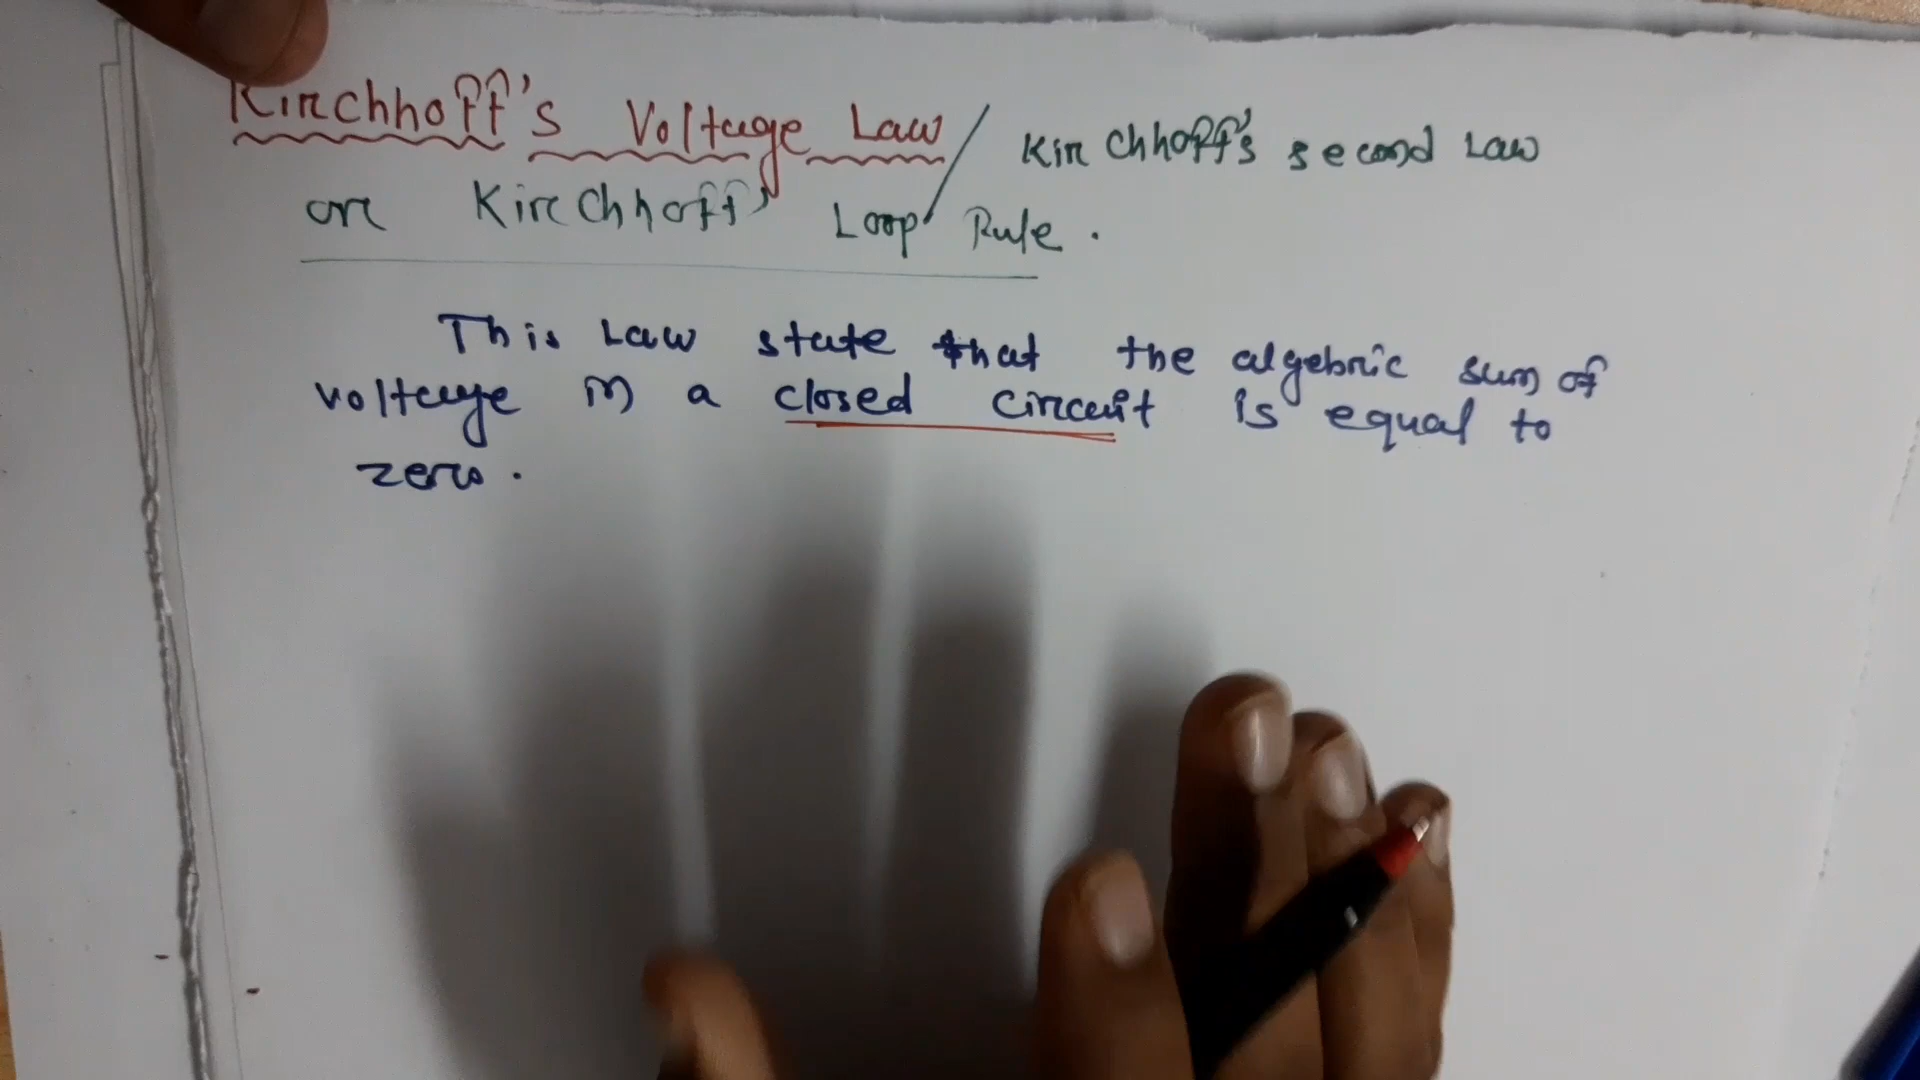 Kirchhoff's Voltage Law / Kirchhoff's second Law
or Kirchhoff' Loop Rule.
This Law state that the algebric sum of
voltage in a closed circuit is equal to
zero.